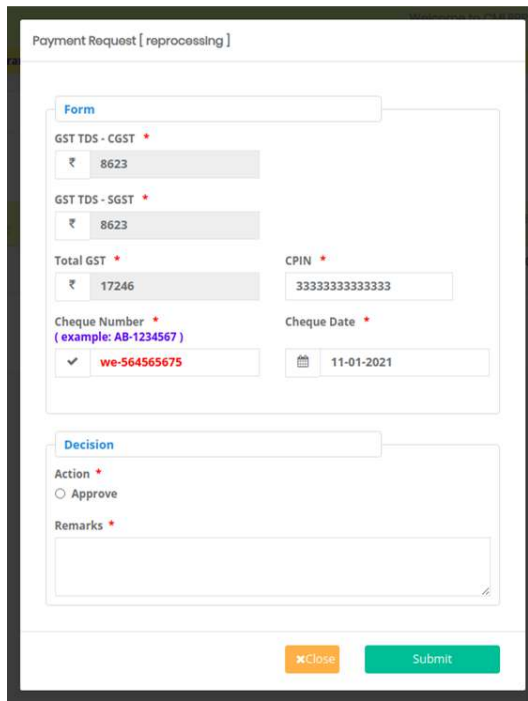 Payment Request [ reprocessing ]
Form
GST TDS - CGST *
₹ 8623
GST TDS - SGST *
₹ 8623
Total GST * CPIN *
₹ 17246 33333333333333
Cheque Number * Cheque Date *
( example: AB-1234567 )
we-564565675 11-01-2021
Decision
Action *
Approve
Remarks *
×Close Submit